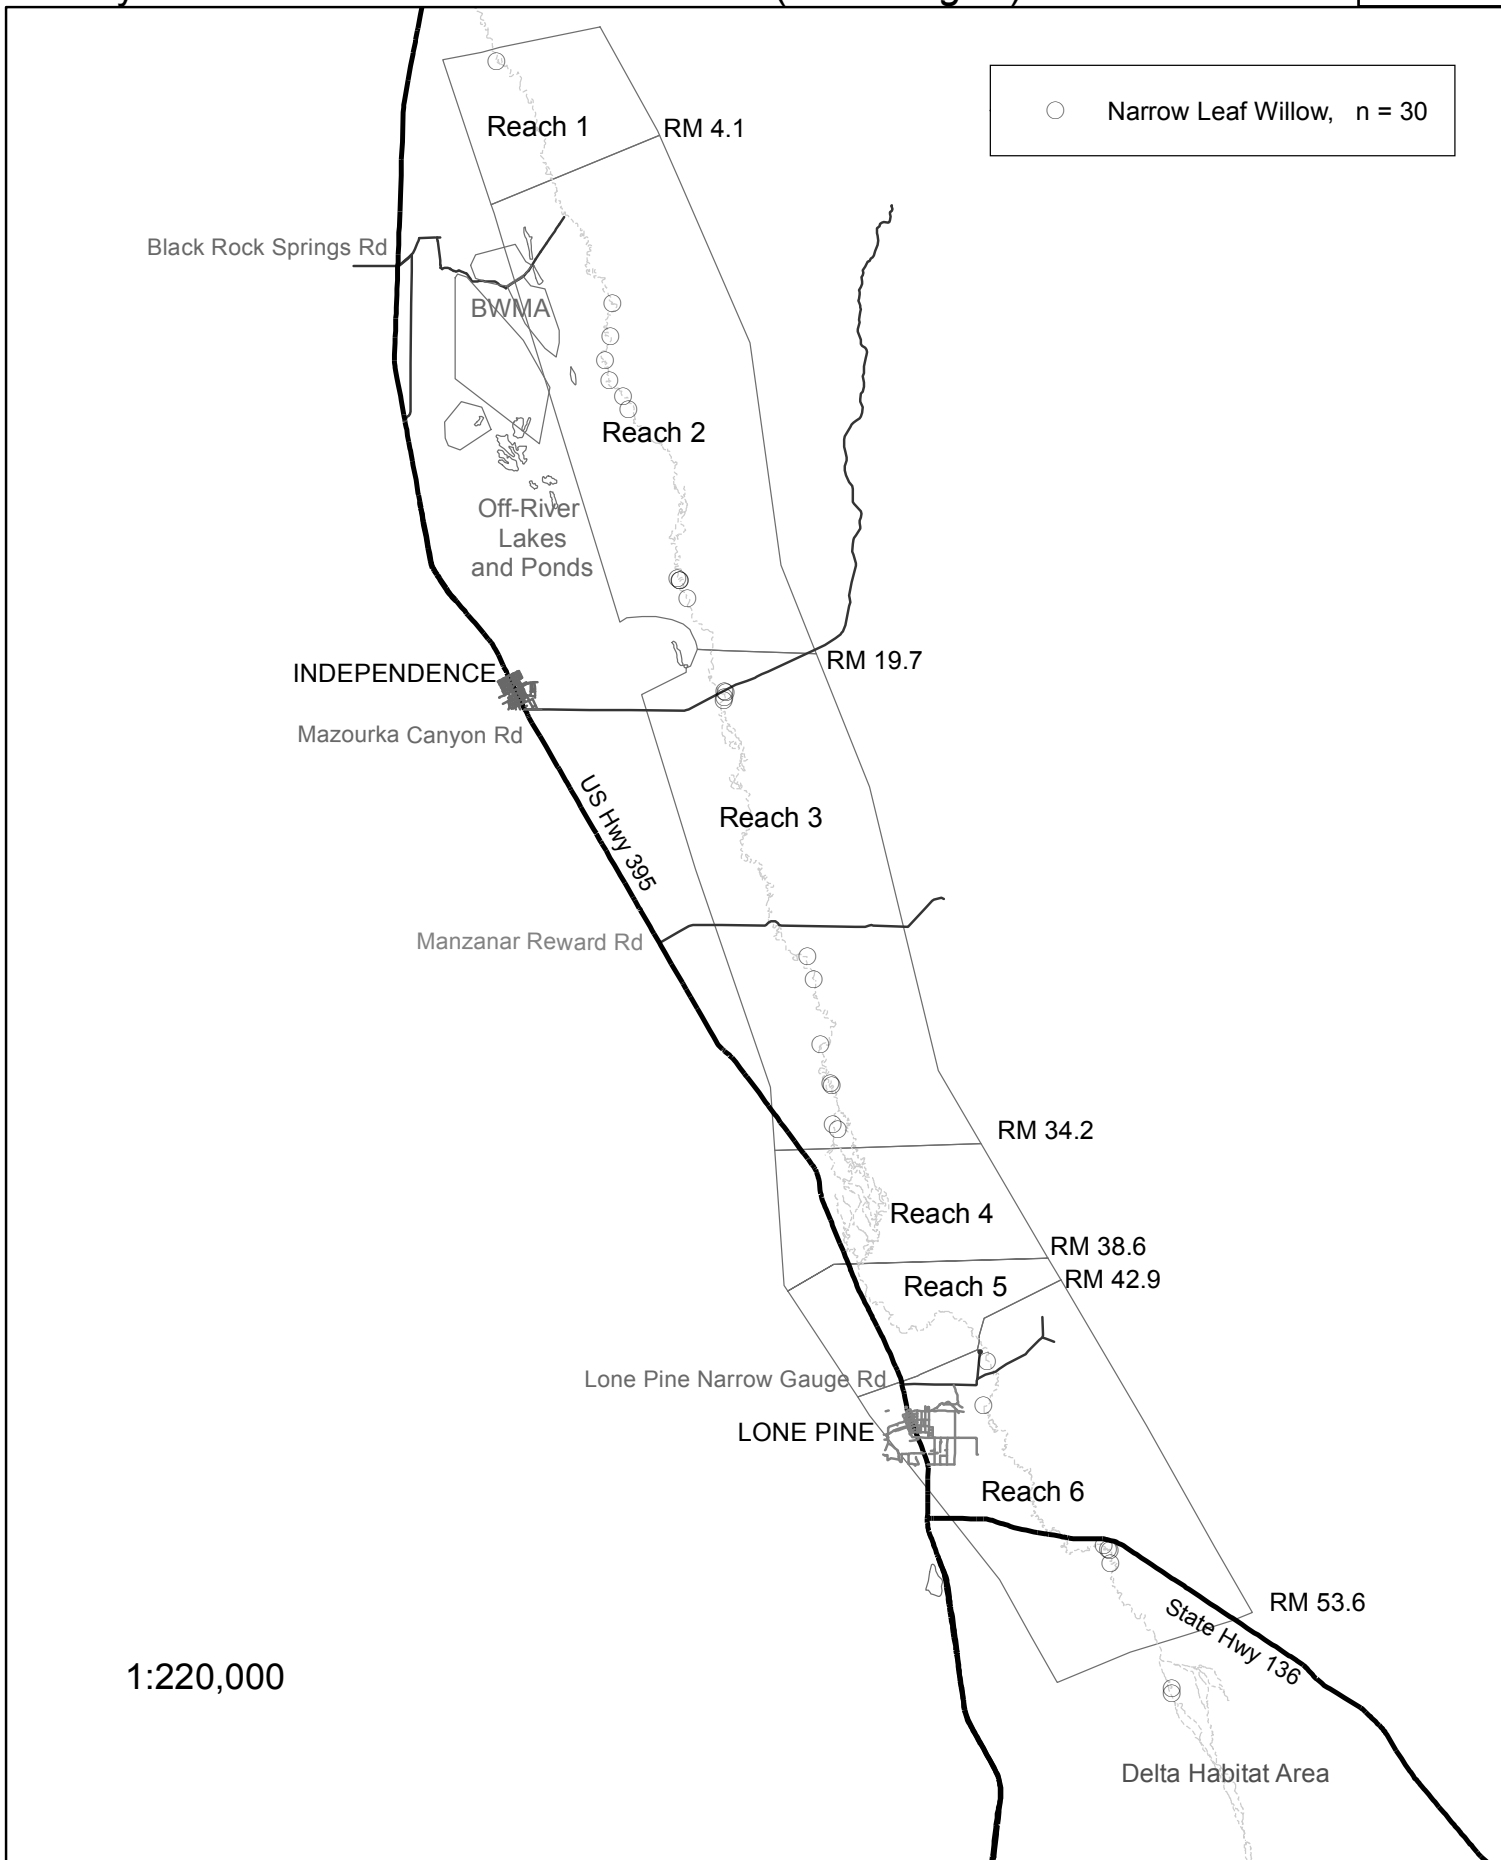 Narrow Leaf Willow, n = 30
Reach 1
RM 4.1
Black Rock Springs Rd
BWMA
Reach 2
Off-River
Lakes
and Ponds
INDEPENDENCE
RM 19.7
Mazourka Canyon Rd
US Hwy 395
Reach 3
Manzanar Reward Rd
RM 34.2
Reach 4
RM 38.6
Reach 5
RM 42.9
Lone Pine Narrow Gauge Rd
LONE PINE
Reach 6
RM 53.6
State Hwy 136
1:220,000
Delta Habitat Area